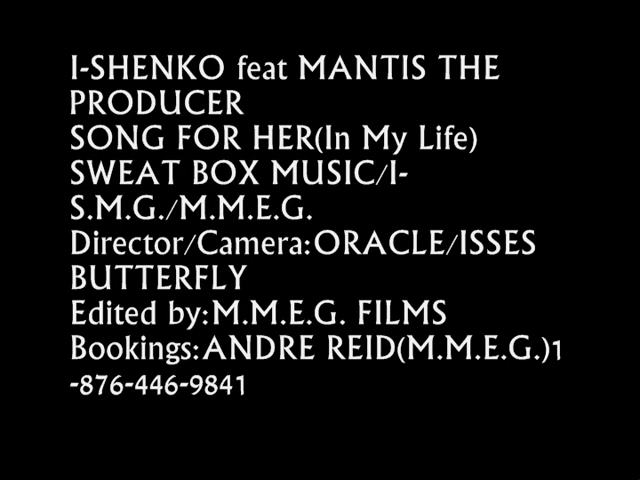 I-SHENKO feat MANTIS THE
PRODUCER
SONG FOR HER(In My Life)
SWEAT BOX MUSIC/I-
S.M.G./M.M.E.G.
Director/Camera:ORACLE/ISSES
BUTTERFLY
Edited by:M.M.E.G. FILMS
Bookings:ANDRE REID(M.M.E.G.)1
-876-446-9841